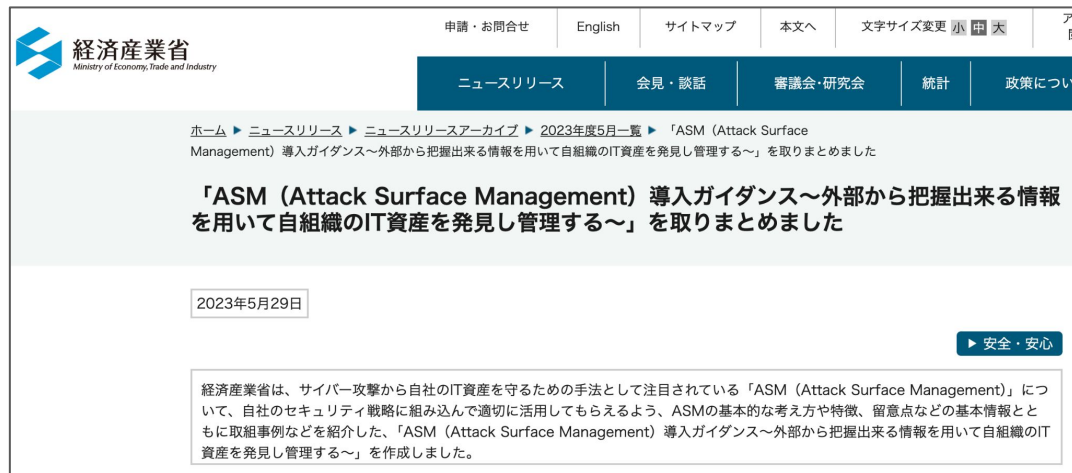 経済産業省
Ministry of Economy, Trade and Industry
申請・お問合せ English サイトマップ 本文へ 文字サイズ変更 小 中 大
ニュースリリース 会見・談話 審議会・研究会 統計 政策につい
ホーム ▶ ニュースリリース ▶ ニュースリリースアーカイブ ▶ 2023年度5月一覧 ▶ 「ASM（Attack Surface
Management）導入ガイダンス～外部から把握出来る情報を用いて自組織のIT資産を発見し管理する～」を取りまとめました
「ASM（Attack Surface Management）導入ガイダンス～外部から把握出来る情報
を用いて自組織のIT資産を発見し管理する～」を取りまとめました
2023年5月29日
▶ 安全・安心
経済産業省は、サイバー攻撃から自社のIT資産を守るための手法として注目されている「ASM（Attack Surface Management）」につ
いて、自社のセキュリティ戦略に組み込んで適切に活用してもらえるよう、ASMの基本的な考え方や特徴、留意点などの基本情報とと
もに取組事例などを紹介した、「ASM（Attack Surface Management）導入ガイダンス～外部から把握出来る情報を用いて自組織のIT
資産を発見し管理する～」を作成しました。